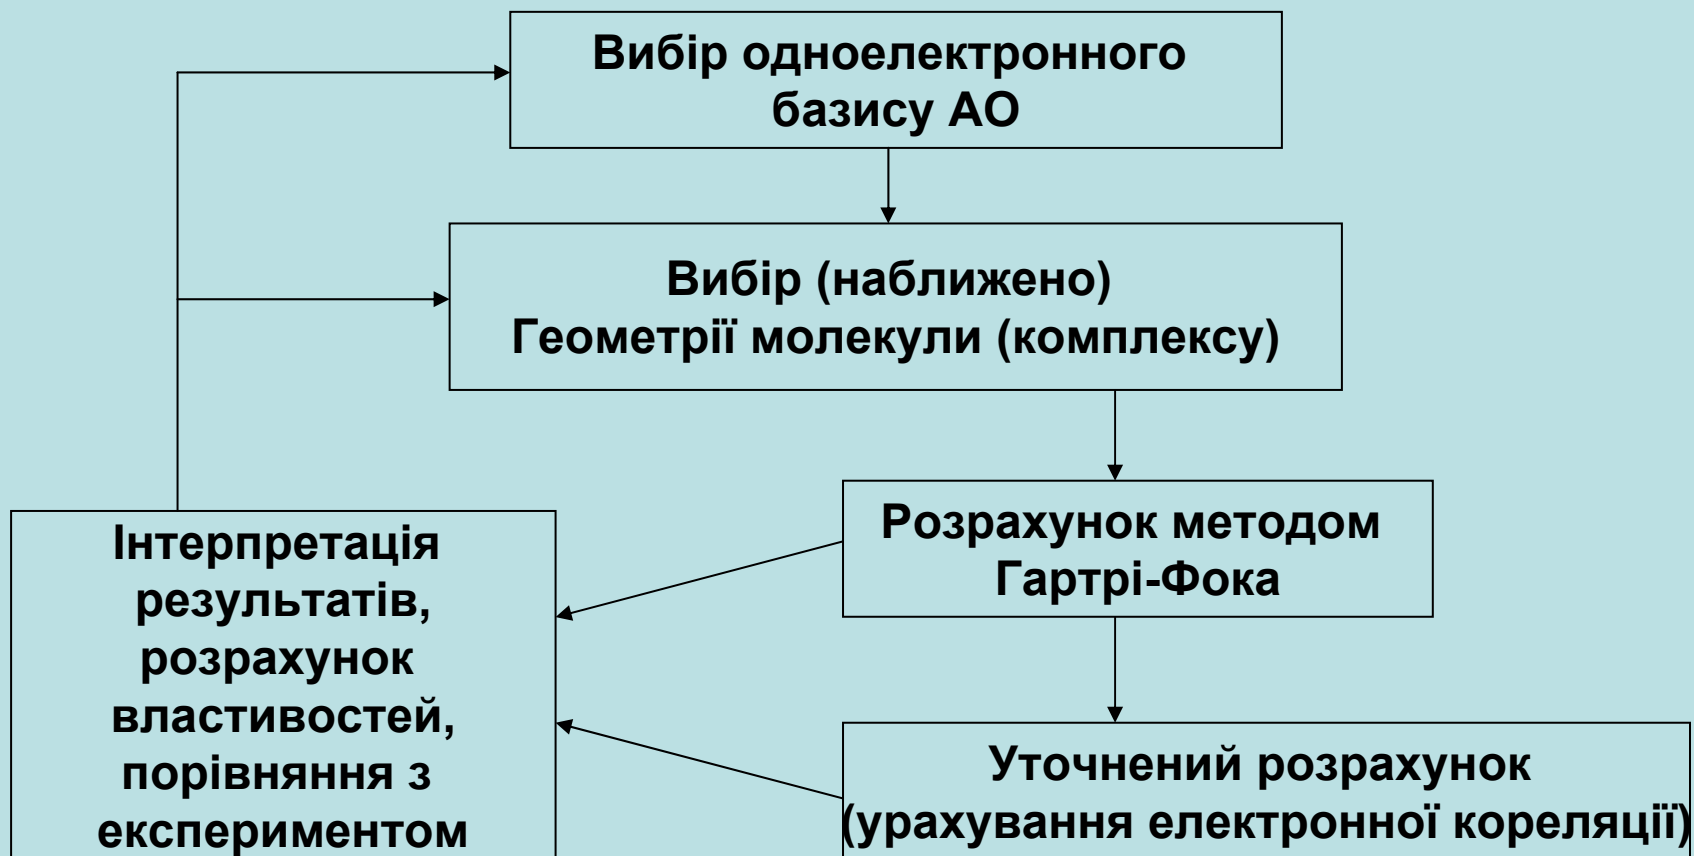 Вибір одноелектронного
базису АО
Вибір (наближено)
Геометрії молекули (комплексу)
Розрахунок методом
Гартрі-Фока
Інтерпретація
результатів,
розрахунок
властивостей,
порівняння з
експериментом
Уточнений розрахунок
(урахування електронної кореляції)